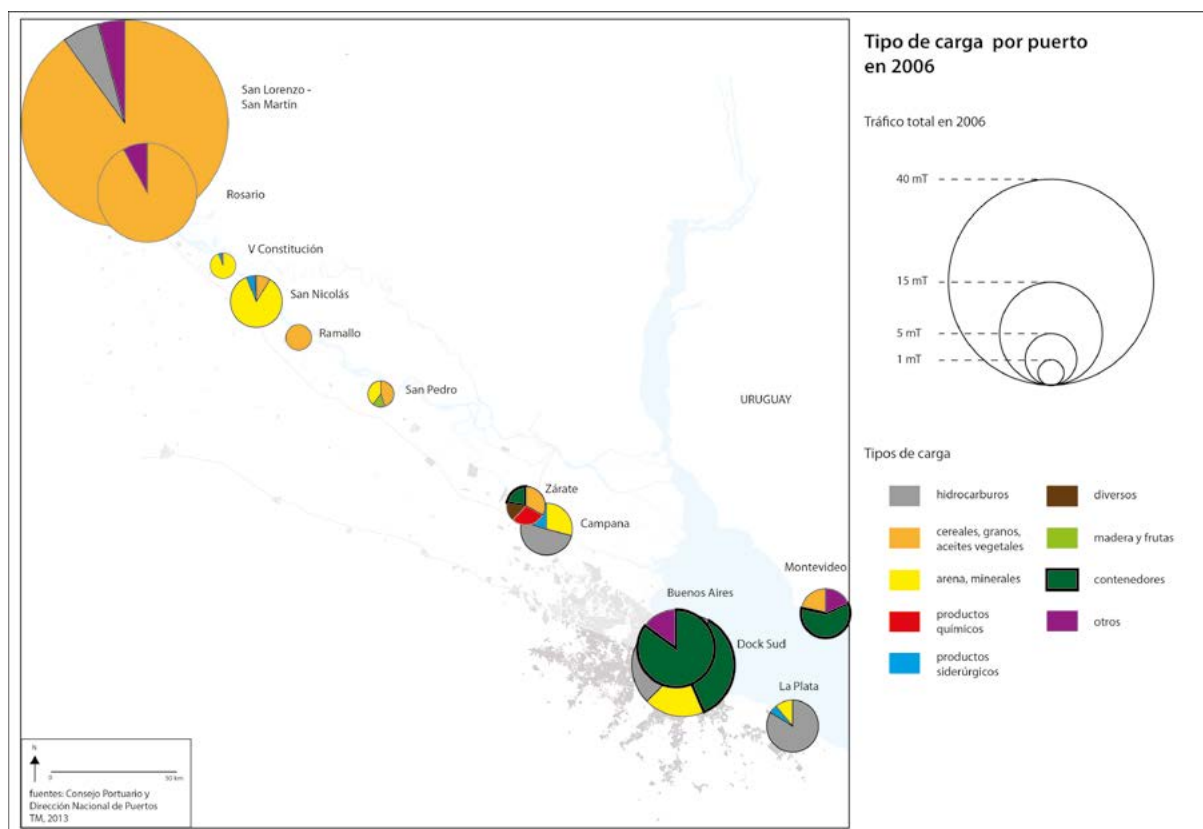 Tipo de carga por puerto
en 2006
Tráfico total en 2006
40 mT
15 mT
5 mT
1 mT
Tipos de carga
hidrocarburos
cereales, granos,
aceites vegetales
arena, minerales
productos
químicos
productos
siderúrgicos
diversos
madera y frutas
contenedores
otros
San Lorenzo -
San Martín
Rosario
V Constitución
San Nicolás
Ramallo
San Pedro
URUGUAY
Zárate
Campana
Montevideo
Buenos Aires
Dock Sud
La Plata
N
0
50 km
fuentes: Consejo Portuario y
Dirección Nacional de Puertos
TM, 2013